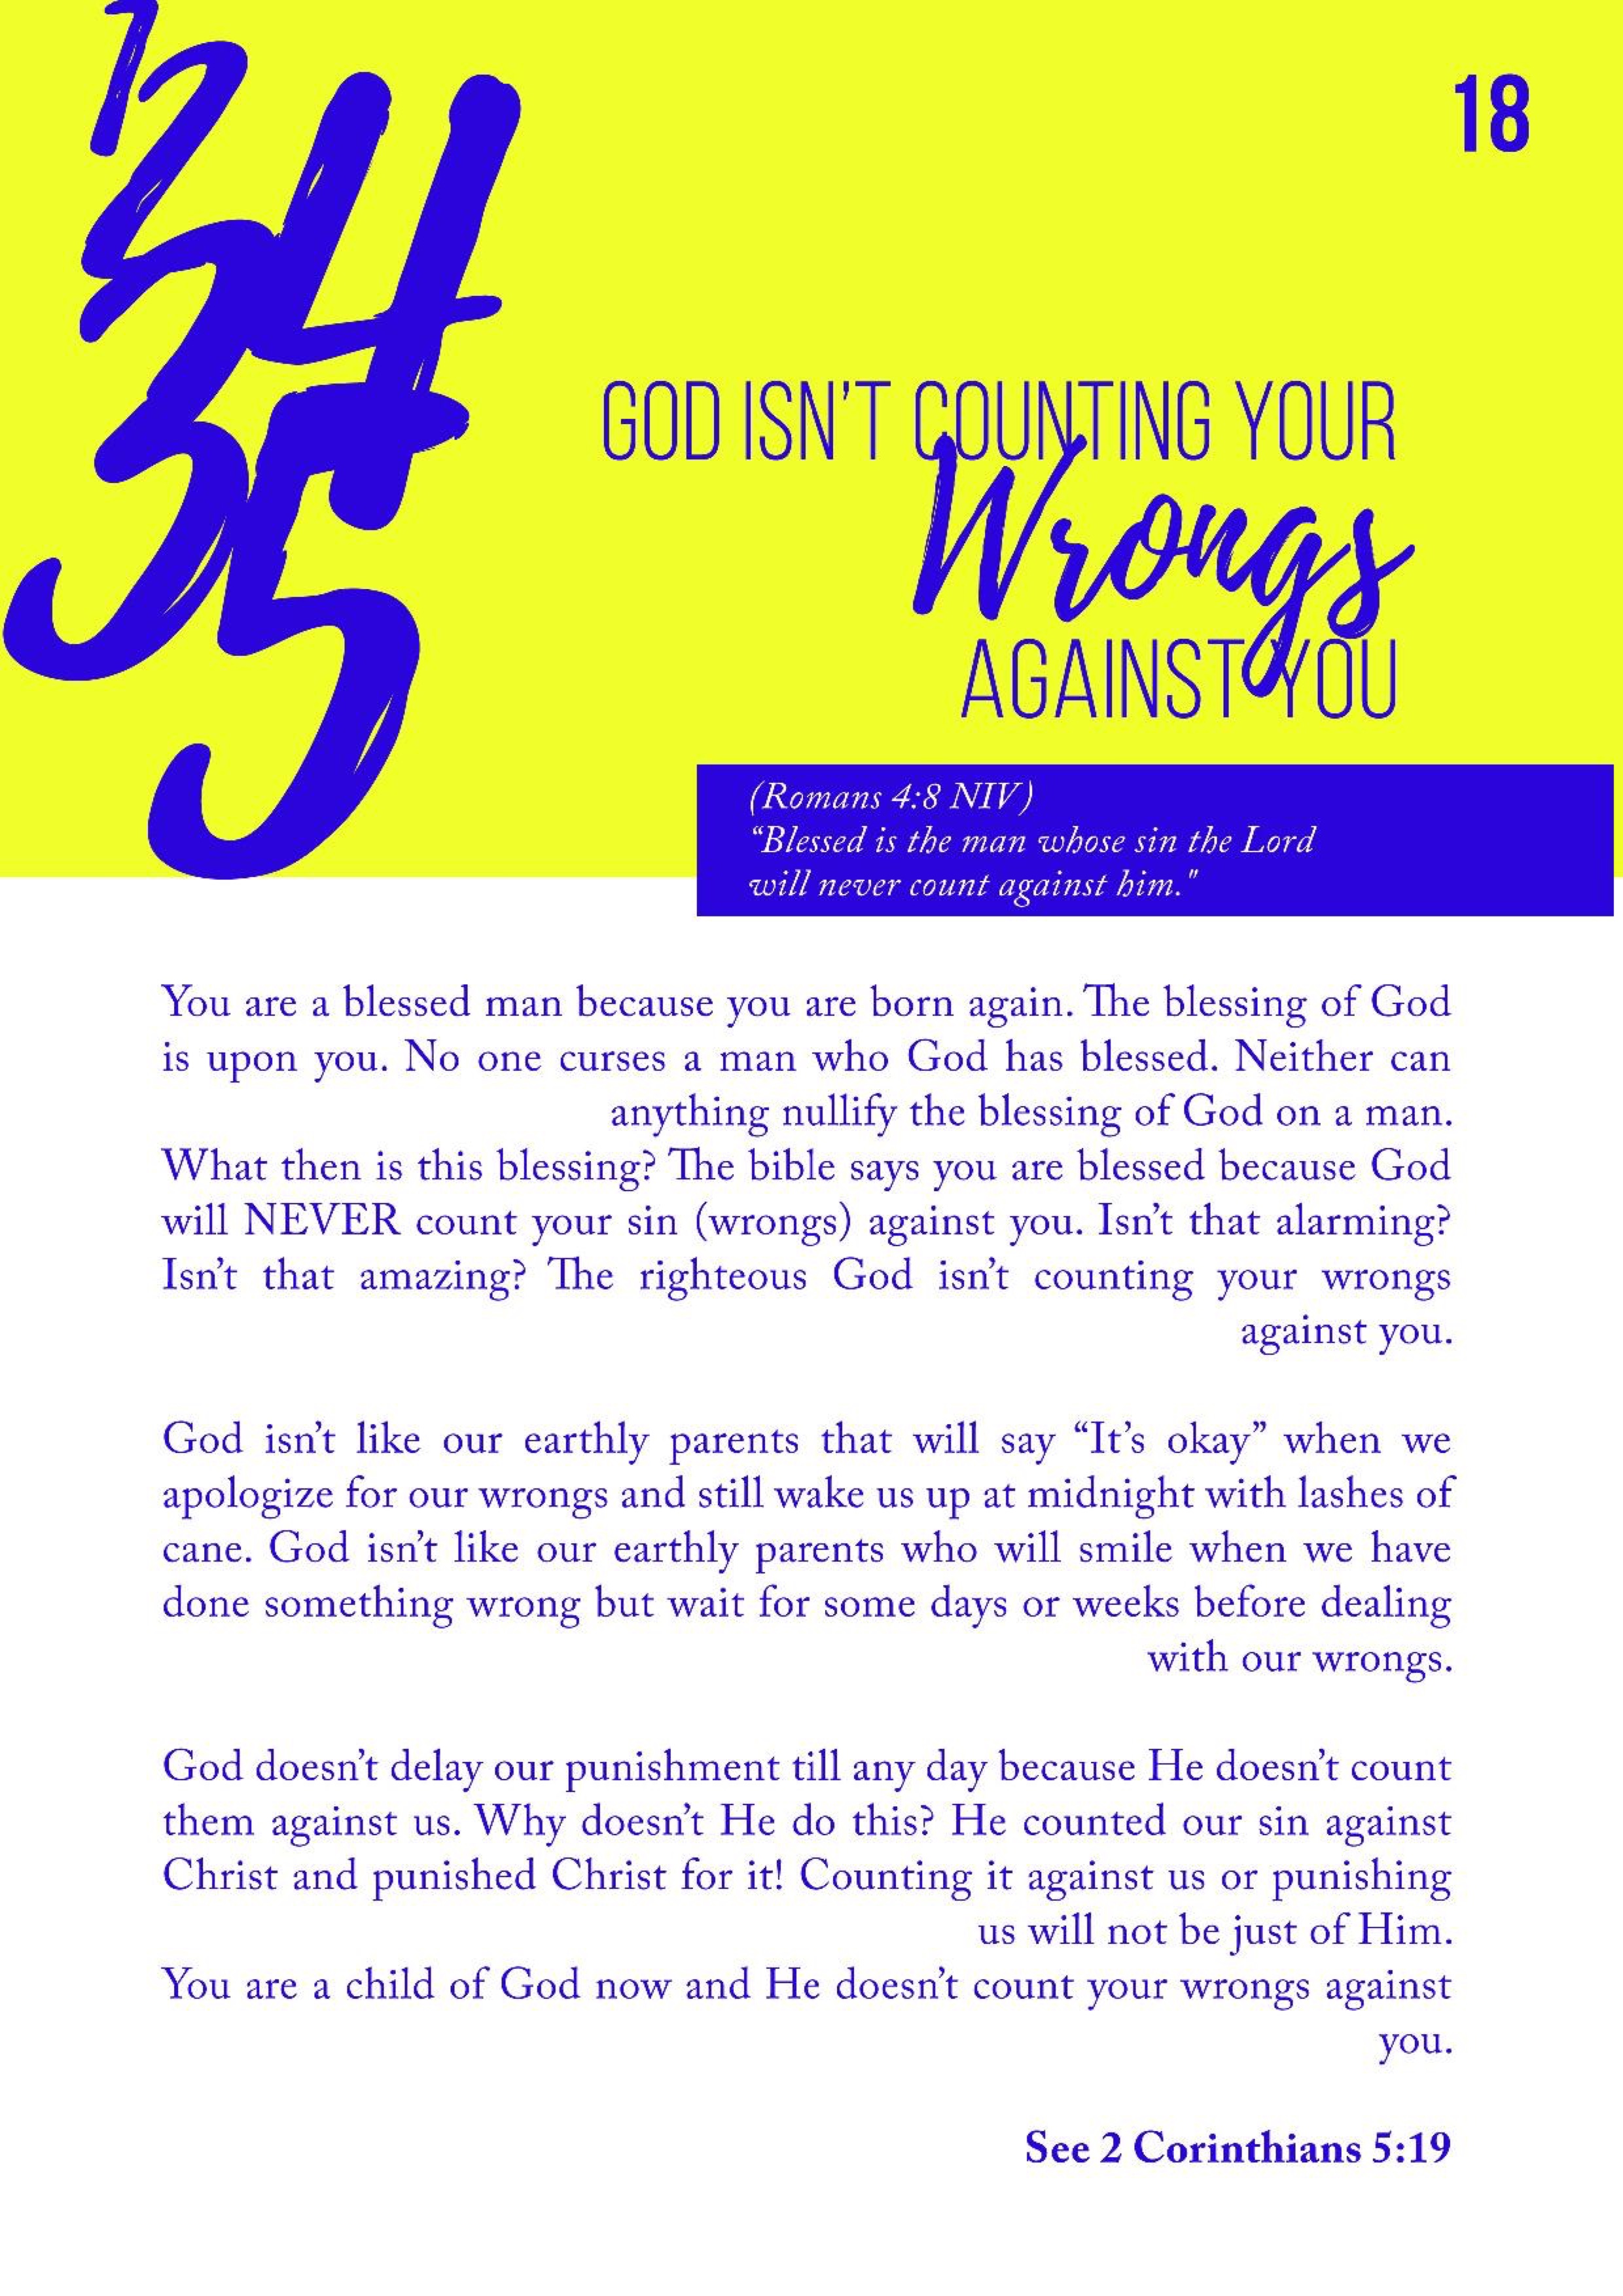 1
2
3 4
5
18
GOD ISN'T COUNTING YOUR
Wrongs
AGAINST YOU
(Romans 4:8 NIV)
“Blessed is the man whose sin the Lord
will never count against him."
You are a blessed man because you are born again. The blessing of God
is upon you. No one curses a man who God has blessed. Neither can
anything nullify the blessing of God on a man.
What then is this blessing? The bible says you are blessed because God
will NEVER count your sin (wrongs) against you. Isn’t that alarming?
Isn’t that amazing? The righteous God isn’t counting your wrongs
against you.
God isn’t like our earthly parents that will say “It’s okay” when we
apologize for our wrongs and still wake us up at midnight with lashes of
cane. God isn’t like our earthly parents who will smile when we have
done something wrong but wait for some days or weeks before dealing
with our wrongs.
God doesn’t delay our punishment till any day because He doesn’t count
them against us. Why doesn’t He do this? He counted our sin against
Christ and punished Christ for it! Counting it against us or punishing
us will not be just of Him.
You are a child of God now and He doesn’t count your wrongs against
you.
See 2 Corinthians 5:19